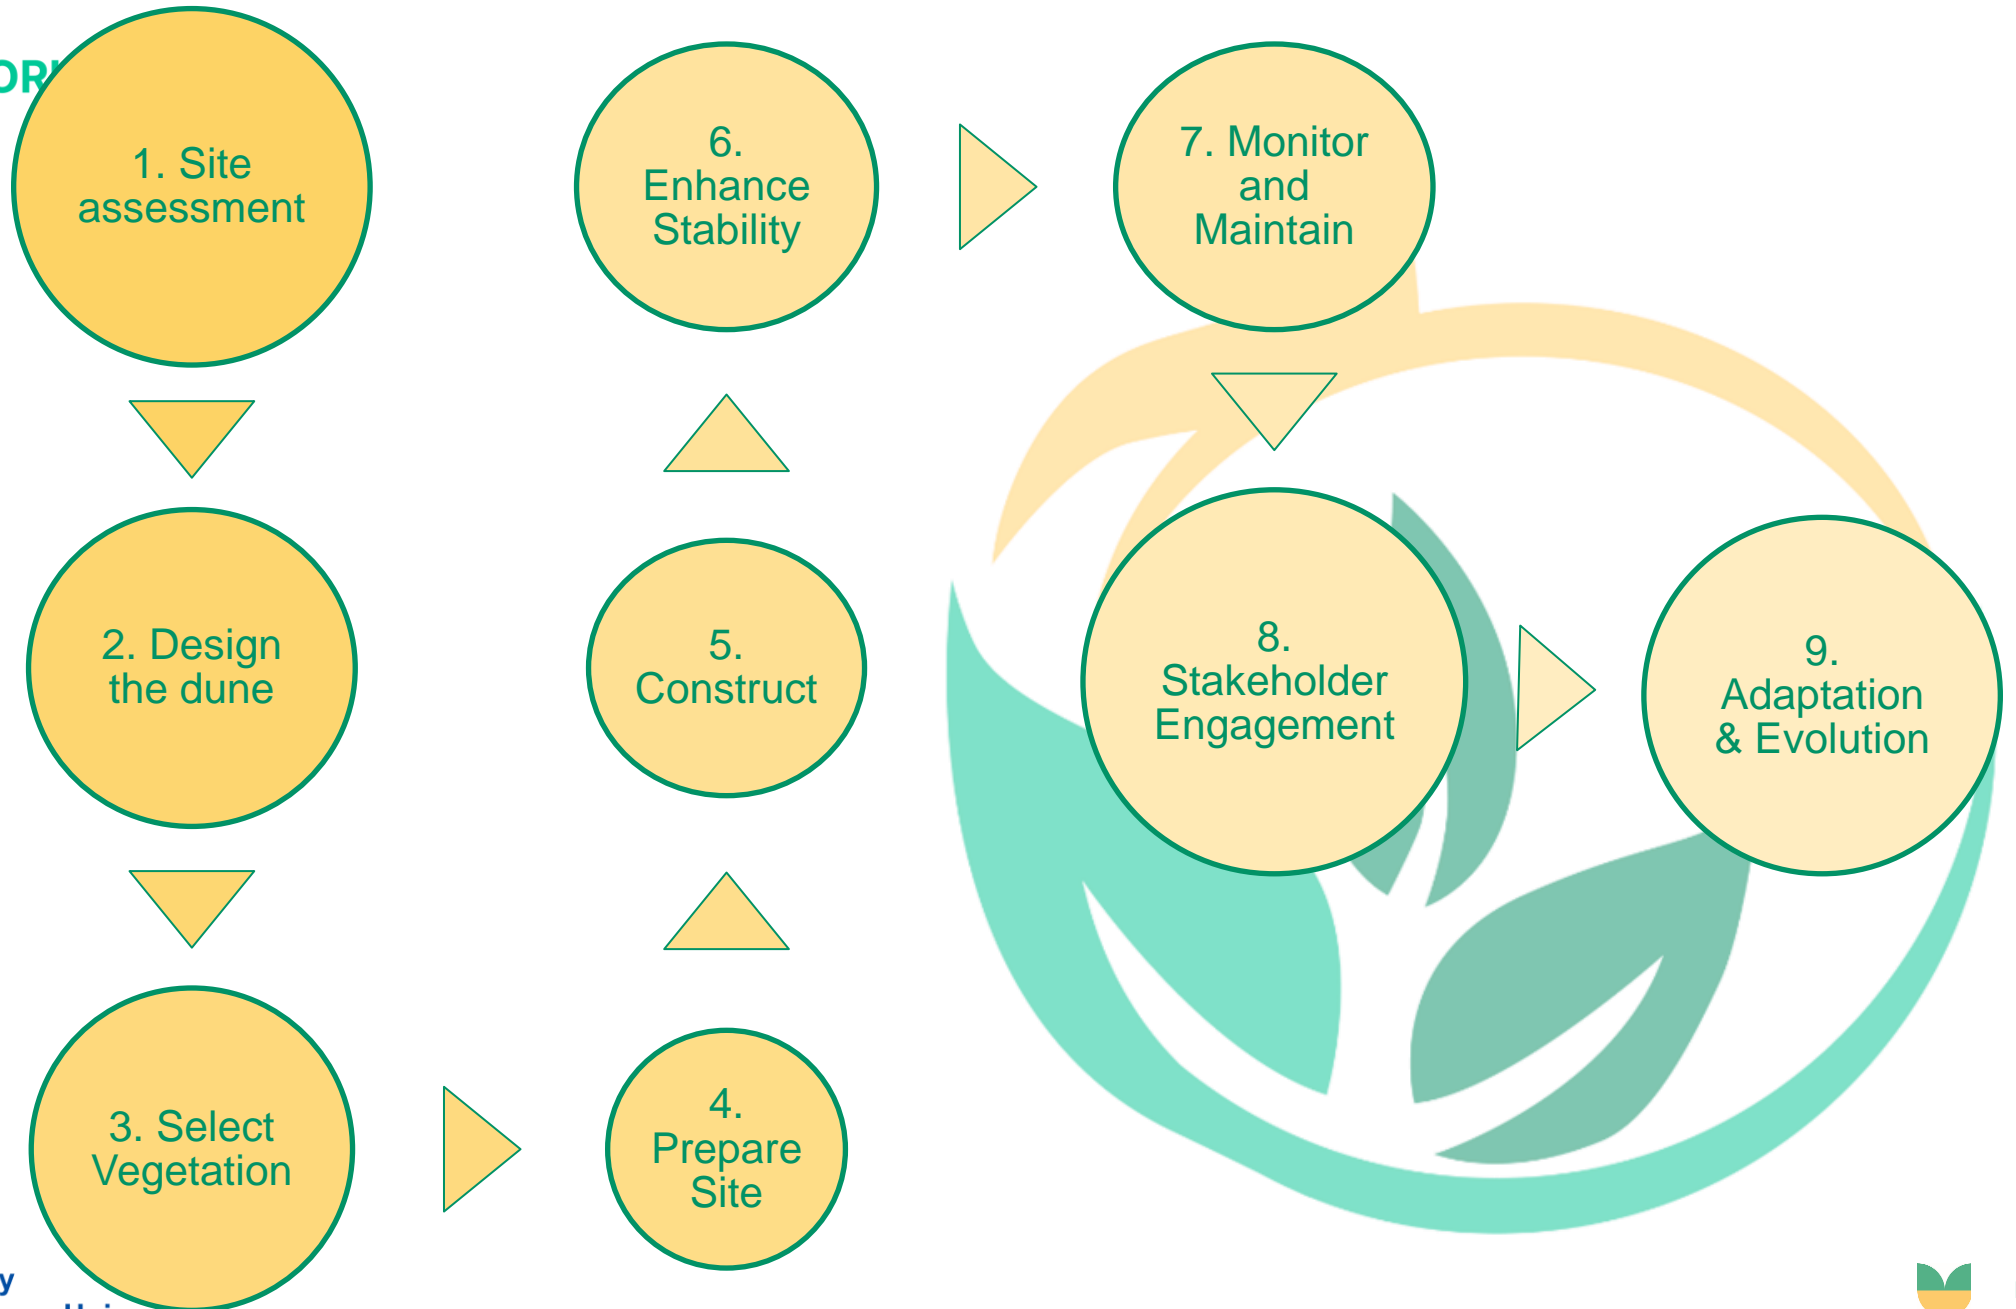 1. Site
assessment
2. Design
the dune
3. Select
Vegetation
4.
Prepare
Site
5.
Construct
6.
Enhance
Stability
7. Monitor
and
Maintain
8.
Stakeholder
Engagement
9.
Adaptation
& Evolution